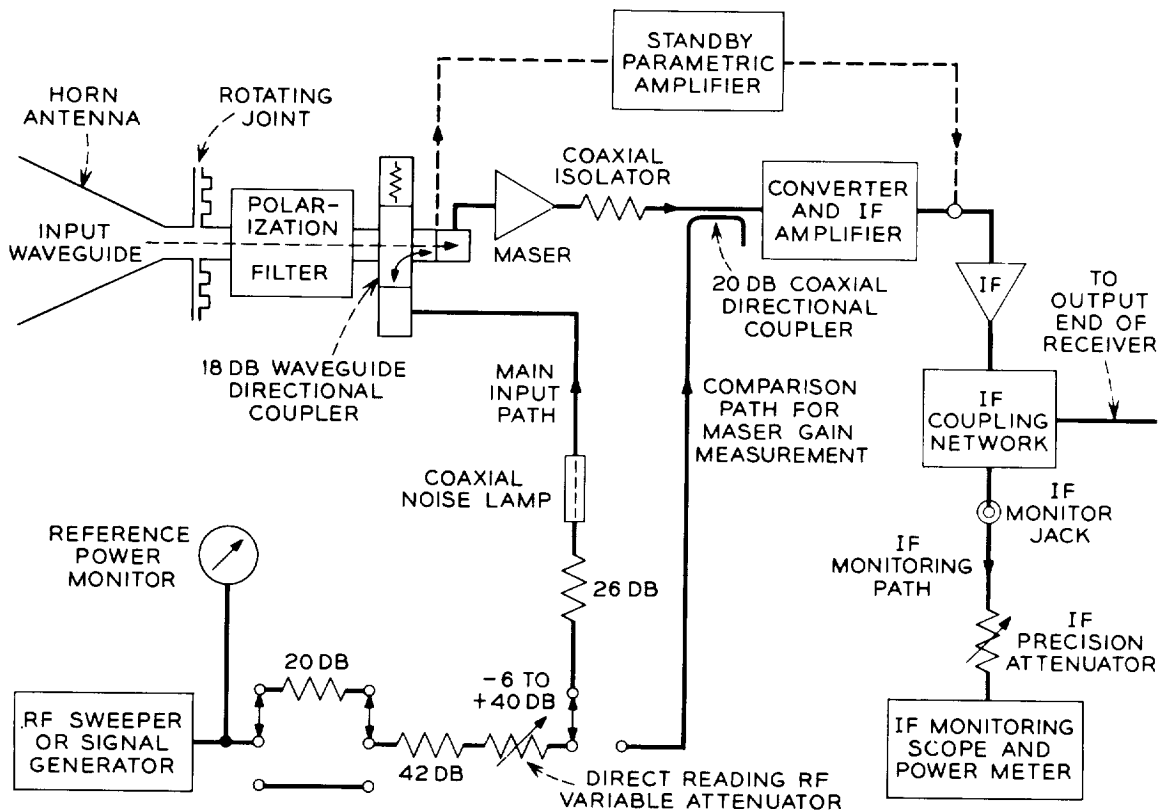 STANDBY
PARAMETRIC
AMPLIFIER
HORN
ANTENNA
ROTATING
JOINT
COAXIAL
ISOLATOR
POLAR-
IZATION
FILTER
INPUT
WAVEGUIDE
MASER
CONVERTER
AND IF
AMPLIFIER
20 DB COAXIAL
DIRECTIONAL
COUPLER
IF
TO
OUTPUT
END OF
RECEIVER
18 DB WAVEGUIDE
DIRECTIONAL
COUPLER
MAIN
INPUT
PATH
COMPARISON
PATH FOR
MASER GAIN
MEASUREMENT
IF
COUPLING
NETWORK
COAXIAL
NOISE LAMP
IF
MONITOR
JACK
REFERENCE
POWER
MONITOR
26 DB
IF
MONITORING
PATH
IF
PRECISION
ATTENUATOR
20 DB
-6 TO
+40 DB
RF SWEEPER
OR SIGNAL
GENERATOR
42 DB
DIRECT READING RF
VARIABLE ATTENUATOR
IF MONITORING
SCOPE AND
POWER METER